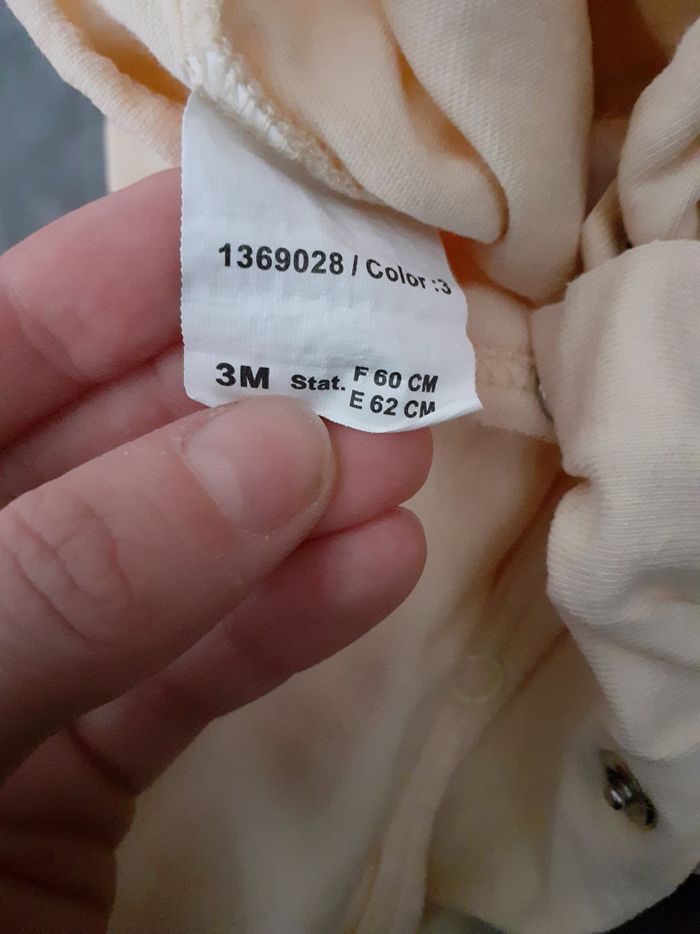 1369028 / Color :3
3M Stat. F 60 CM
E 62 CM